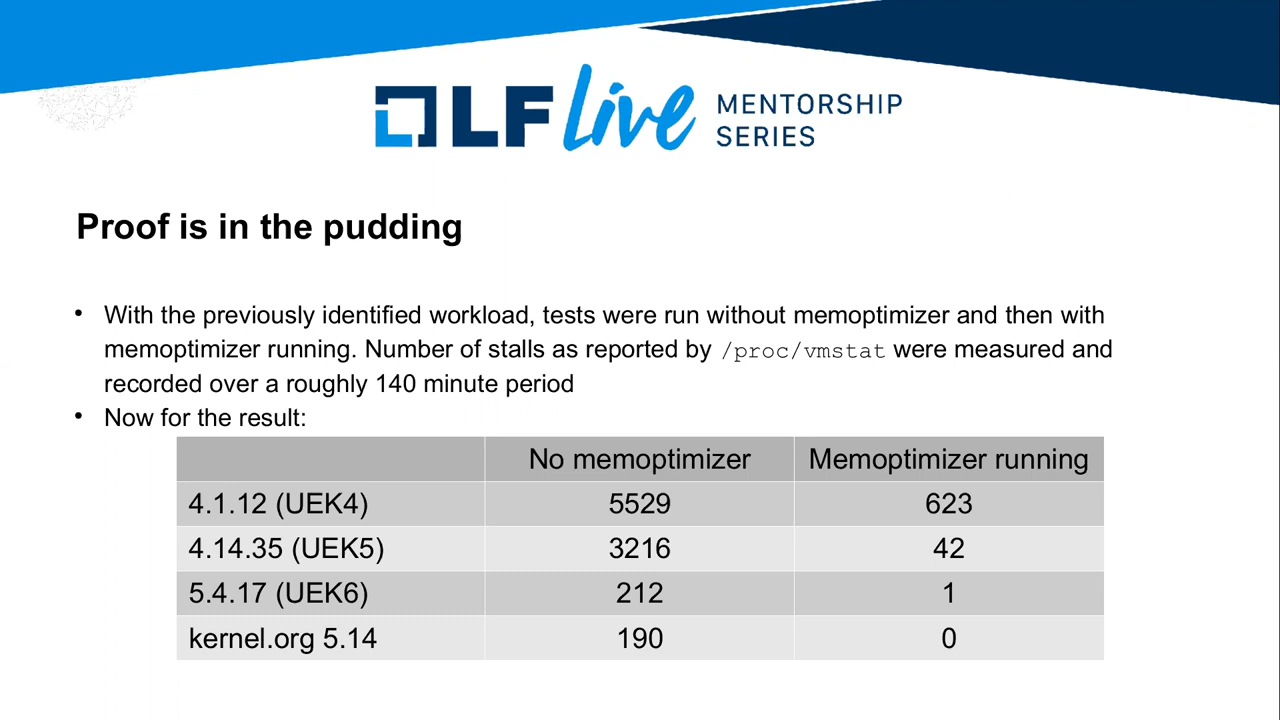 LF Live MENTORSHIP
SERIES
Proof is in the pudding
• With the previously identified workload, tests were run without memoptimizer and then with
memoptimizer running. Number of stalls as reported by /proc/vmstat were measured and
recorded over a roughly 140 minute period
• Now for the result:
No memoptimizer Memoptimizer running
4.1.12 (UEK4) 5529 623
4.14.35 (UEK5) 3216 42
5.4.17 (UEK6) 212 1
kernel.org 5.14 190 0